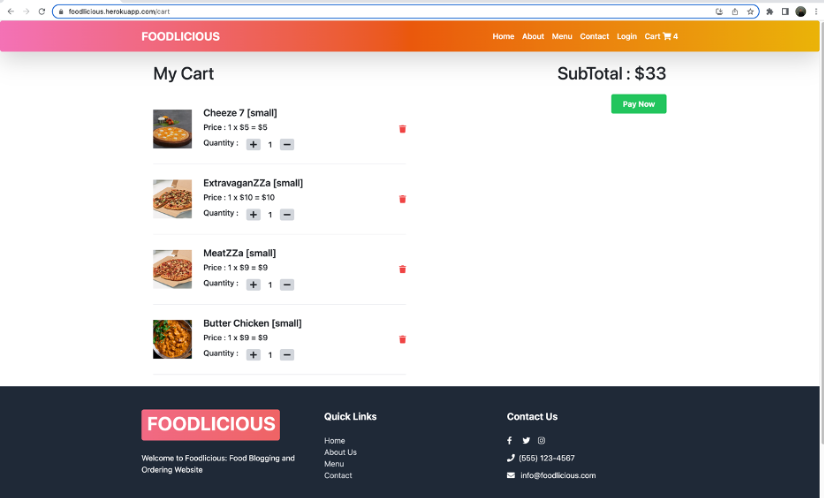 foodlicious.herokuapp.com/cart
FOODLICIOUS
Home About Menu Contact Login Cart 4
My Cart
SubTotal : $33
Pay Now
Cheeze 7 [small]
Price : 1 x $5 = $5
Quantity : + 1 −
ExtravaganZZa [small]
Price : 1 x $10 = $10
Quantity : + 1 −
MeatZZa [small]
Price : 1 x $9 = $9
Quantity : + 1 −
Butter Chicken [small]
Price : 1 x $9 = $9
Quantity : + 1 −
FOODLICIOUS
Welcome to Foodlicious: Food Blogging and
Ordering Website
Quick Links
Home
About Us
Menu
Contact
Contact Us
(555) 123-4567
info@foodlicious.com